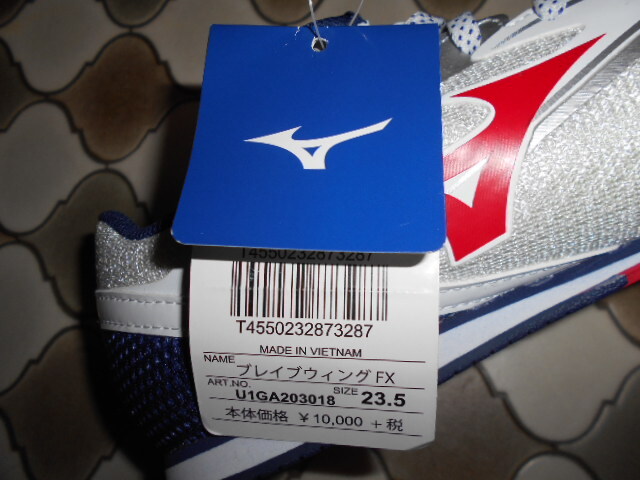 T4550232873287
T4550232873287
MADE IN VIETNAM
NAME ブレイブウィング FX
ART.NO. U1GA203018 SIZE 23.5
本体価格 ¥10,000 +税